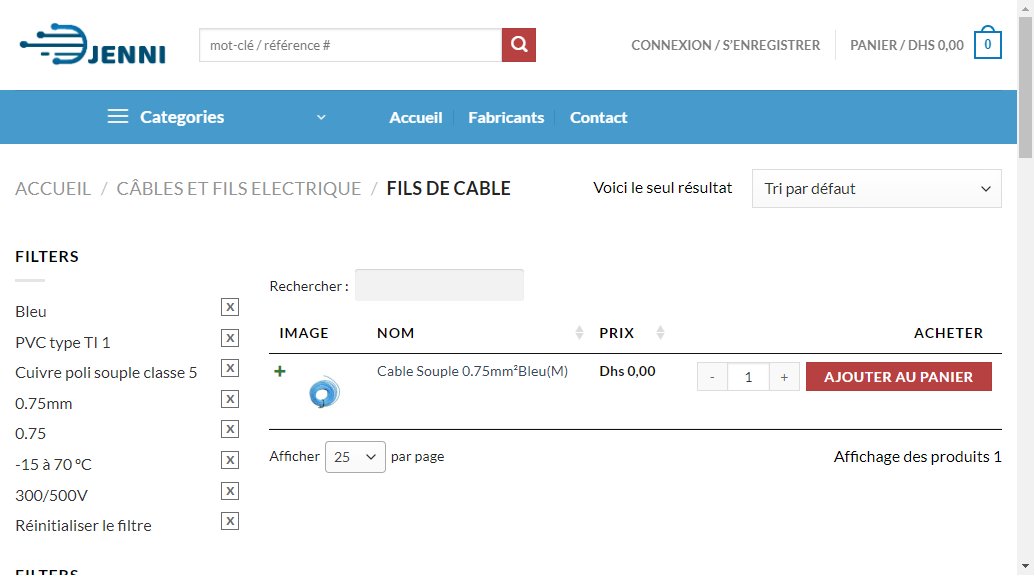 JENNI
mot-clé / référence #
CONNEXION / S'ENREGISTRER
PANIER / DHS 0,00
0
Categories
Accueil
Fabricants
Contact
ACCUEIL / CÂBLES ET FILS ELECTRIQUE / FILS DE CABLE
Voici le seul résultat
Tri par défaut
FILTERS
Bleu X
PVC type TI 1 X
Cuivre poli souple classe 5 X
0.75mm X
0.75 X
-15 à 70 °C X
300/500V X
Réinitialiser le filtre X
FILTERS
Rechercher :
IMAGE NOM PRIX ACHETER
+ Cable Souple 0.75mm²Bleu(M) Dhs 0,00 - 1 + AJOUTER AU PANIER
Afficher 25 par page
Affichage des produits 1